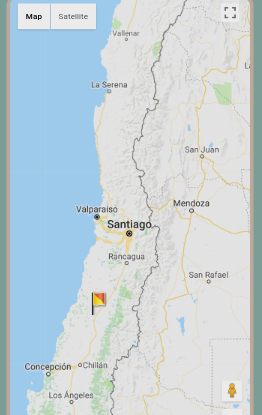 Map Satellite
Vallenar
La Serena
San Juan
Valparaíso
Mendoza
Santiago
Rancagua
San Rafael
Concepción
Chillán
Los Ángeles